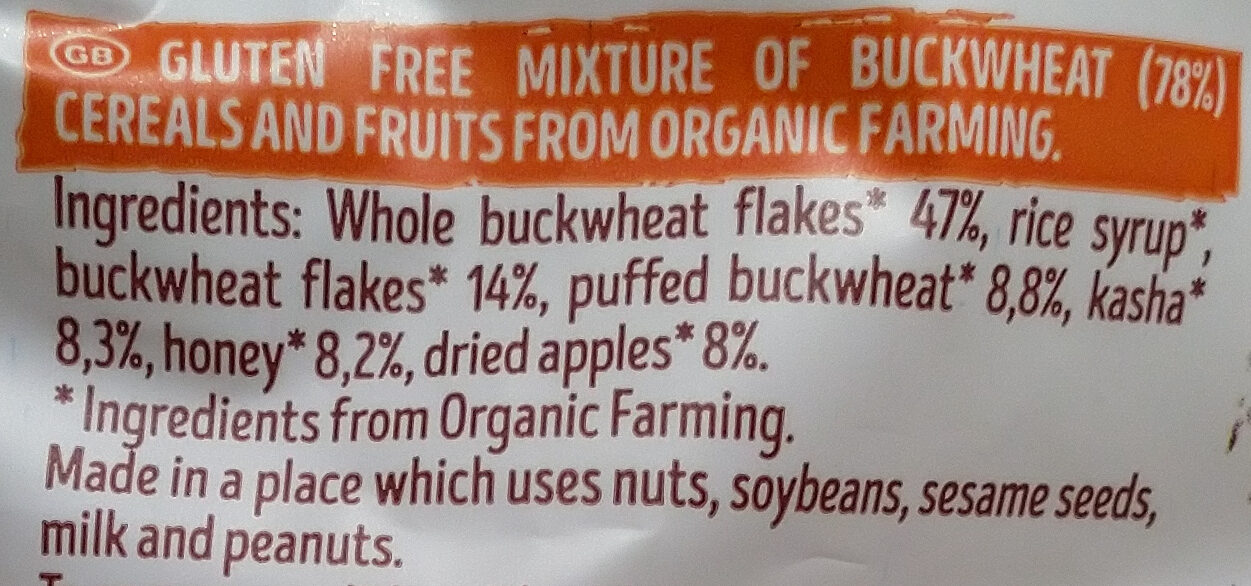 GB GLUTEN FREE MIXTURE OF BUCKWHEAT (78%)
CEREALS AND FRUITS FROM ORGANIC FARMING.
Ingredients: Whole buckwheat flakes* 47%, rice syrup*,
buckwheat flakes* 14%, puffed buckwheat* 8,8%, kasha*
8,3%, honey* 8,2%, dried apples* 8%.
* Ingredients from Organic Farming.
Made in a place which uses nuts, soybeans, sesame seeds,
milk and peanuts.